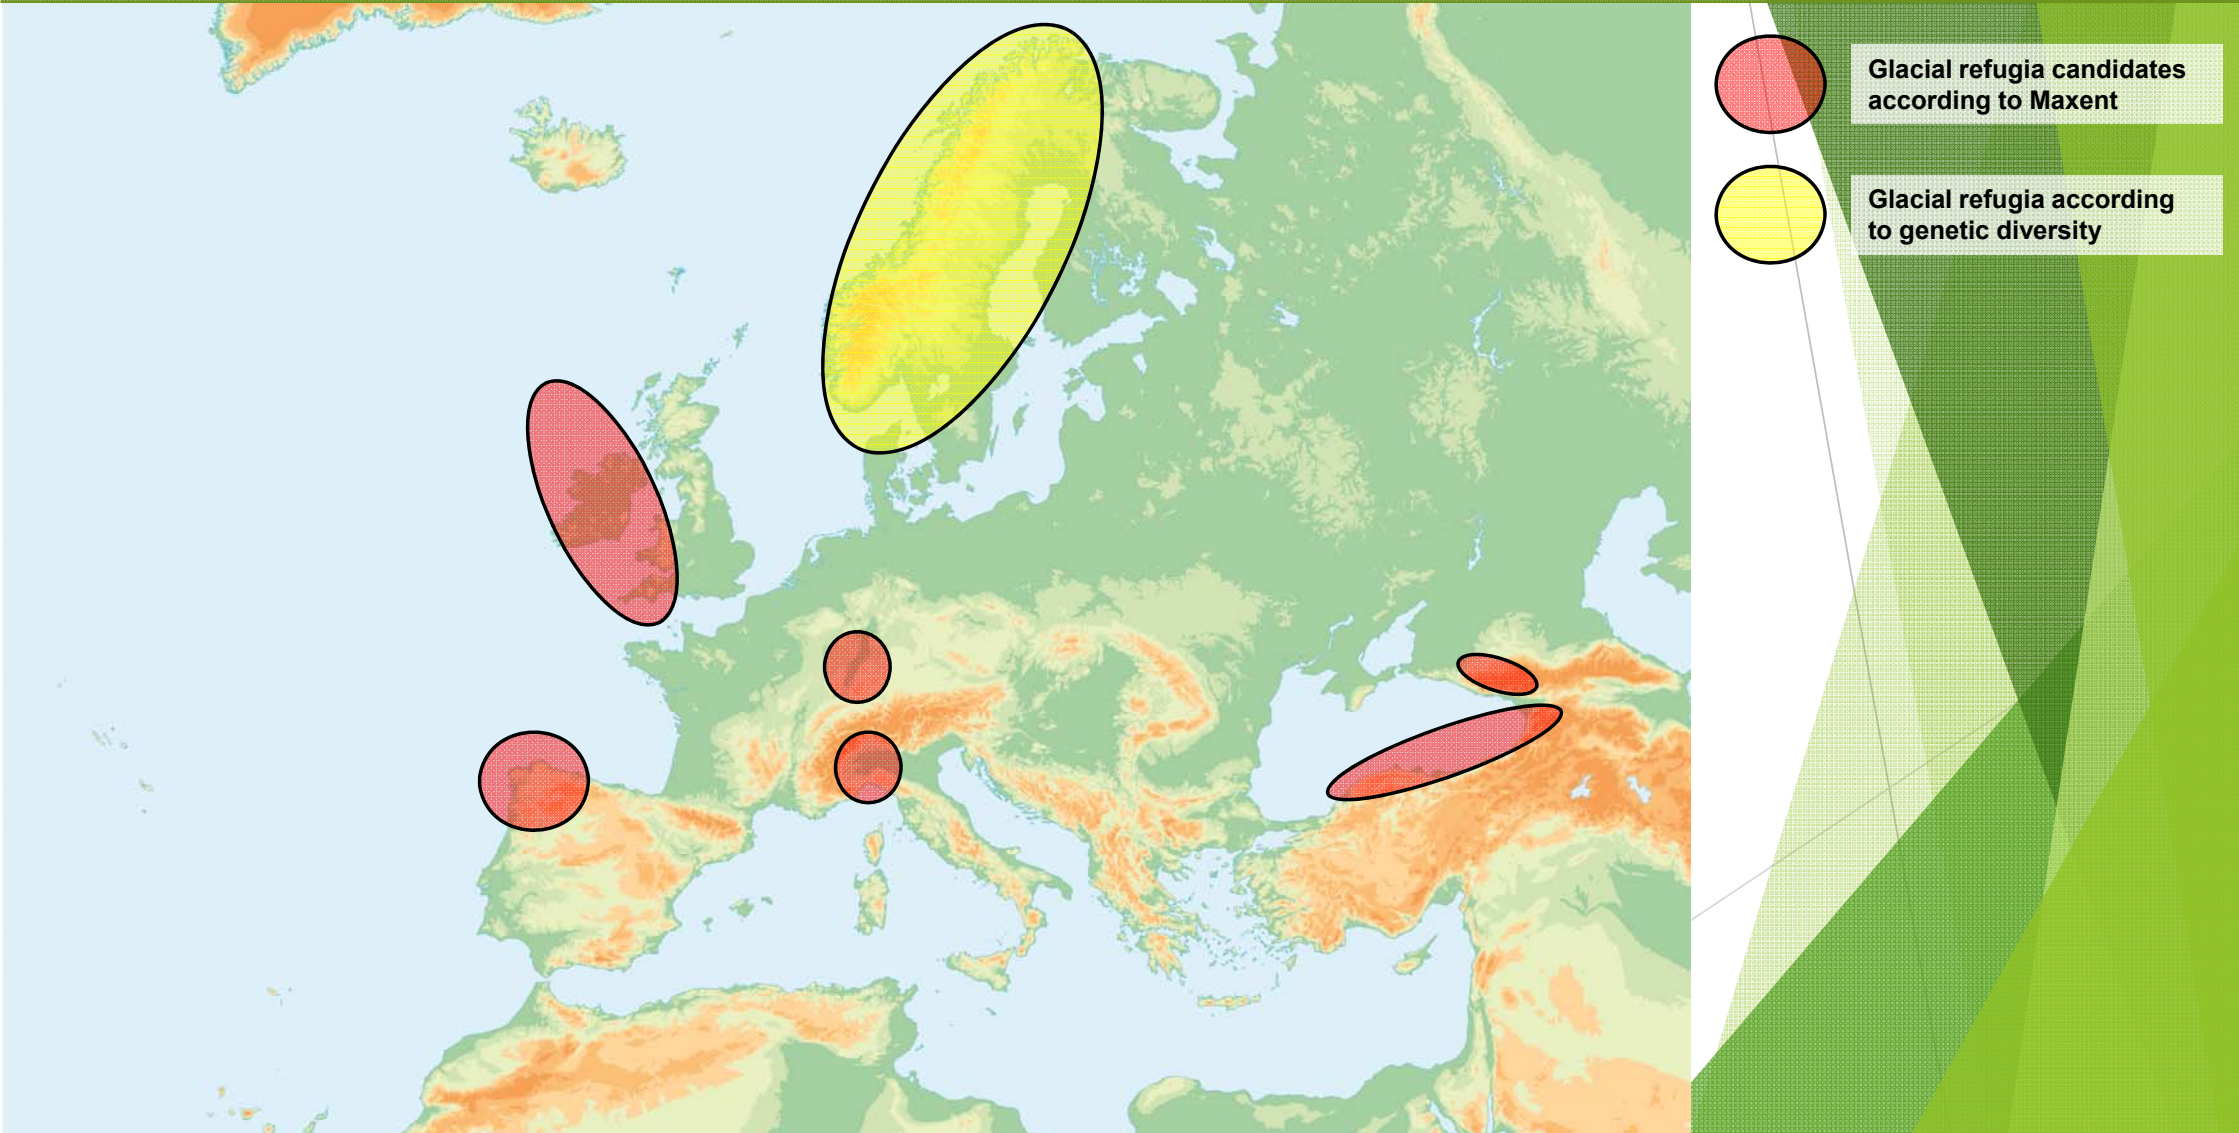 Glacial refugia candidates
according to Maxent
Glacial refugia according
to genetic diversity